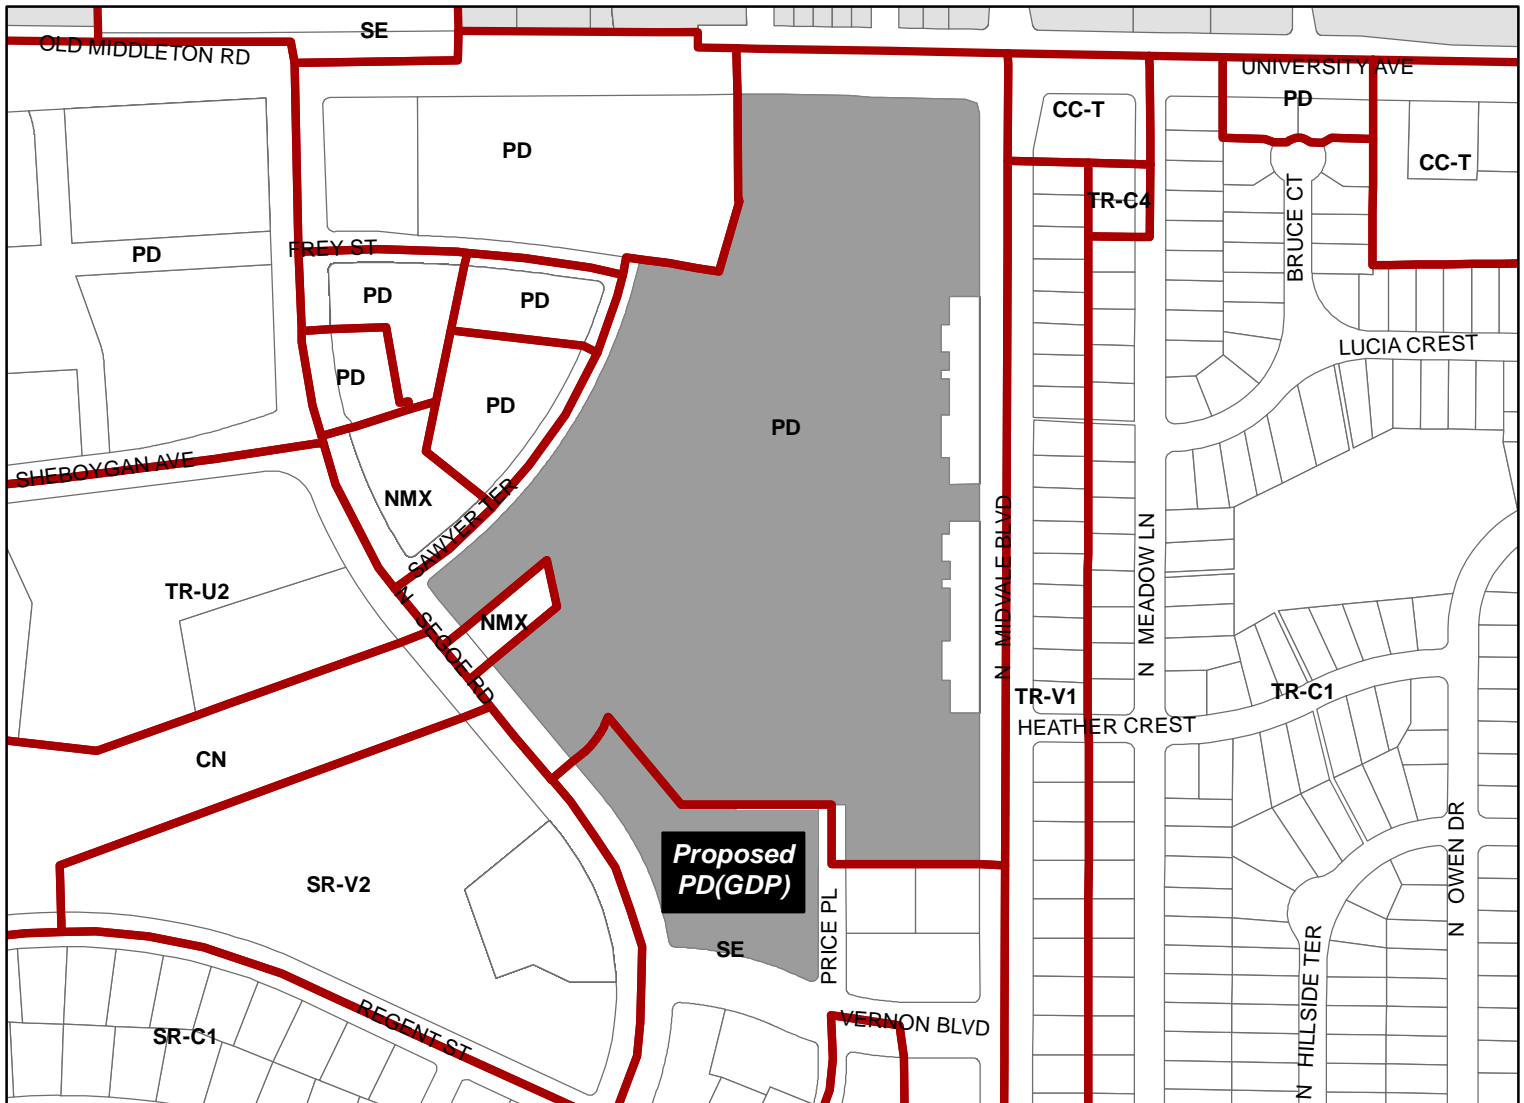 SE
OLD MIDDLETON RD
UNIVERSITY AVE
PD
CC-T
PD
CC-T
TR-C4
BRUCE CT
PD
FREY ST
PD
PD
LUCIA CREST
PD
PD
PD
SHEBOYGAN AVE
NMX
SAWYER TER
N MIDVALE BLVD
N MEADOW LN
TR-U2
NMX
N SEGOE RD
TR-V1
TR-C1
HEATHER CREST
CN
Proposed
PD(GDP)
SR-V2
N OWEN DR
PRICE PL
SE
N HILLSIDE TER
REGENT ST
VERNON BLVD
SR-C1